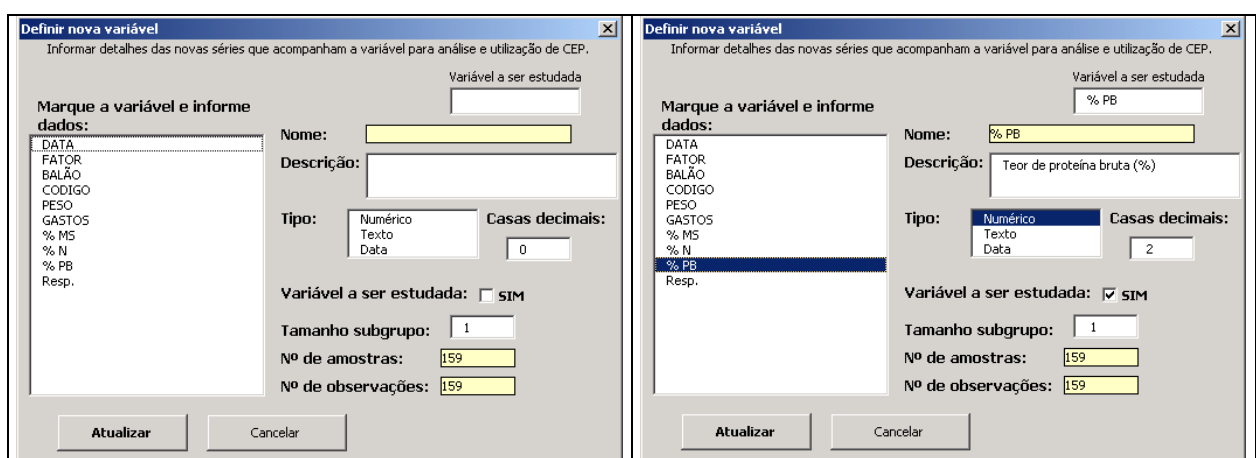 Definir nova variável
Informar detalhes das novas séries que acompanham a variável para análise e utilização de CEP.
Variável a ser estudada
Marque a variável e informe
dados:
DATA
FATOR
BALÃO
CODIGO
PESO
GASTOS
% MS
% N
% PB
Resp.
Nome:
Descrição:
Tipo:
Numérico
Texto
Data
Casas decimais:
0
Variável a ser estudada: SIM
Tamanho subgrupo: 1
Nº de amostras: 159
Nº de observações: 159
Atualizar Cancelar
Definir nova variável
Informar detalhes das novas séries que acompanham a variável para análise e utilização de CEP.
Variável a ser estudada
% PB
Marque a variável e informe
dados:
DATA
FATOR
BALÃO
CODIGO
PESO
GASTOS
% MS
% N
% PB
Resp.
Nome: % PB
Descrição: Teor de proteína bruta (%)
Tipo:
Numérico
Texto
Data
Casas decimais:
2
Variável a ser estudada: SIM
Tamanho subgrupo: 1
Nº de amostras: 159
Nº de observações: 159
Atualizar Cancelar